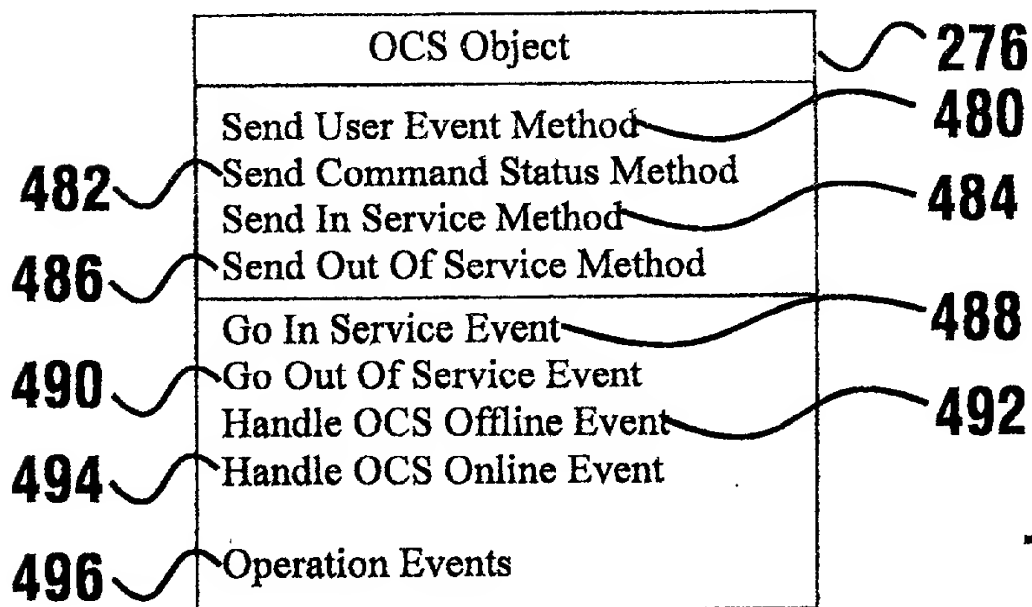 OCS Object 276
Send User Event Method 480
482 Send Command Status Method
Send In Service Method 484
486 Send Out Of Service Method
Go In Service Event 488
490 Go Out Of Service Event
Handle OCS Offline Event 492
494 Handle OCS Online Event
496 Operation Events